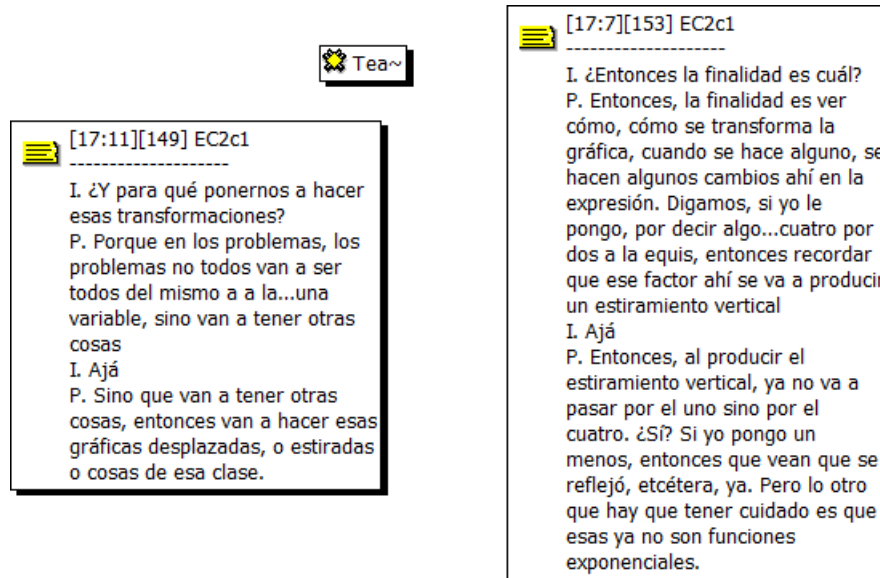 Tea~
[17:11][149] EC2c1
--------------------
I. ¿Y para qué ponernos a hacer
esas transformaciones?
P. Porque en los problemas, los
problemas no todos van a ser
todos del mismo a a la...una
variable, sino van a tener otras
cosas
I. Ajá
P. Sino que van a tener otras
cosas, entonces van a hacer esas
gráficas desplazadas, o estiradas
o cosas de esa clase.
[17:7][153] EC2c1
--------------------
I. ¿Entonces la finalidad es cuál?
P. Entonces, la finalidad es ver
cómo, cómo se transforma la
gráfica, cuando se hace alguno, se
hacen algunos cambios ahí en la
expresión. Digamos, si yo le
pongo, por decir algo...cuatro por
dos a la equis, entonces recordar
que ese factor ahí se va a producir
un estiramiento vertical
I. Ajá
P. Entonces, al producir el
estiramiento vertical, ya no va a
pasar por el uno sino por el
cuatro. ¿Sí? Si yo pongo un
menos, entonces que vean que se
reflejó, etcétera, ya. Pero lo otro
que hay que tener cuidado es que
esas ya no son funciones
exponenciales.